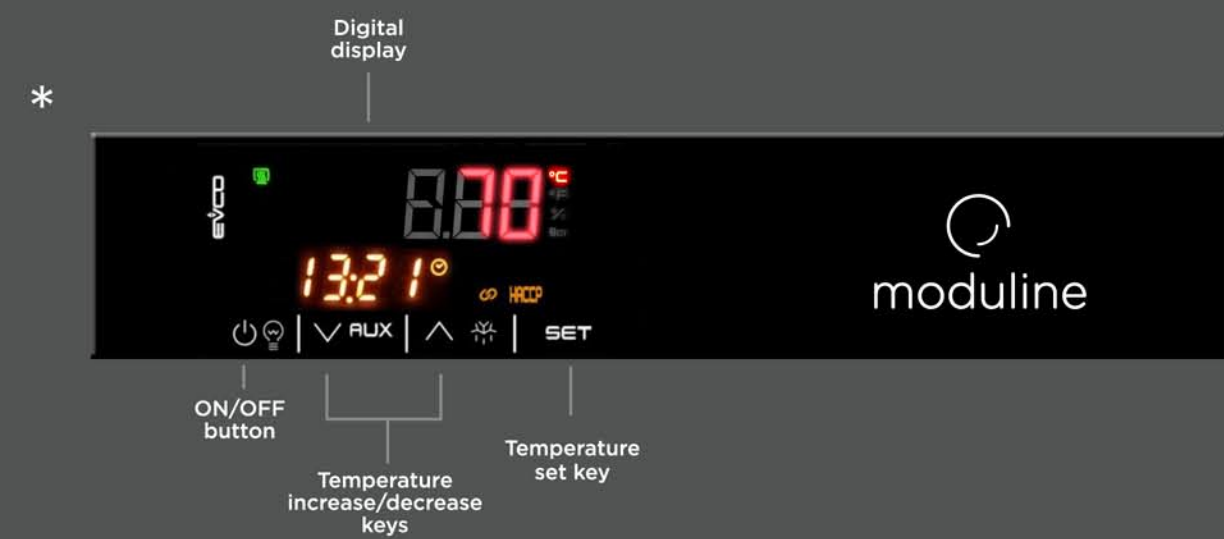 Digital
display
*
EVCO
70
°C
°F
13:21
HACCP
AUX
SET
moduline
ON/OFF
button
Temperature
increase/decrease
keys
Temperature
set key